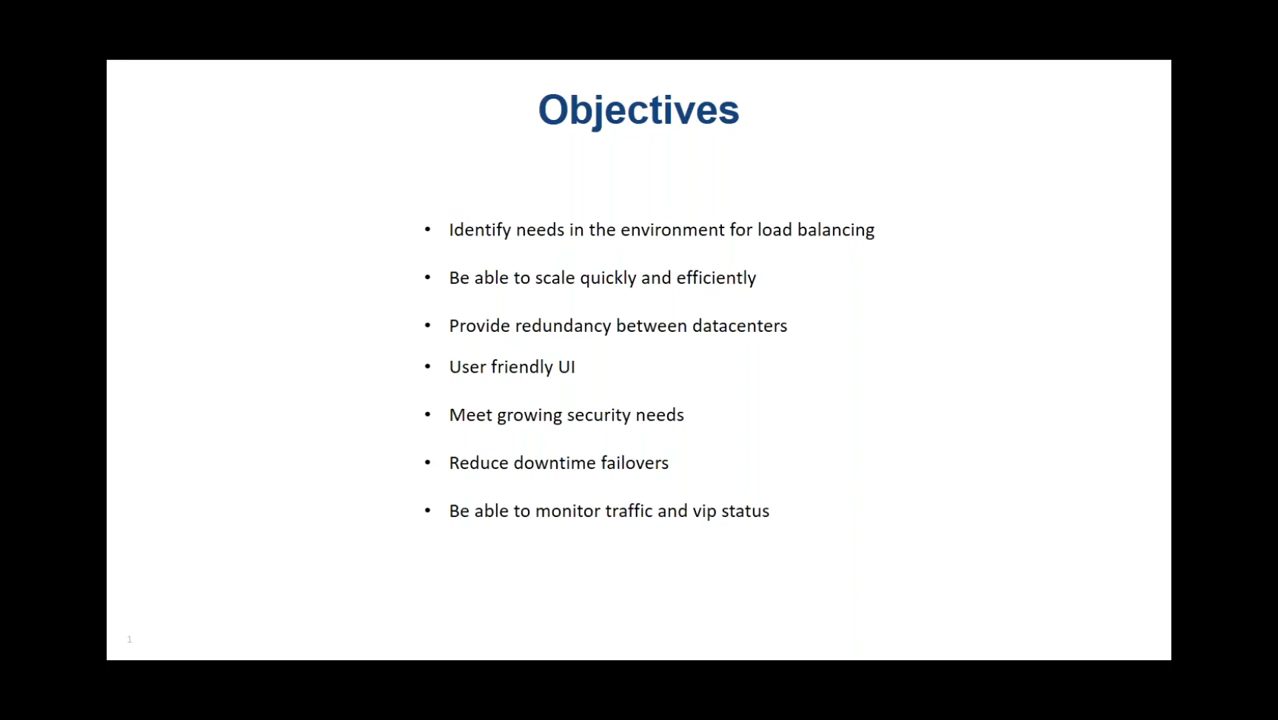 Objectives
• Identify needs in the environment for load balancing
• Be able to scale quickly and efficiently
• Provide redundancy between datacenters
• User friendly UI
• Meet growing security needs
• Reduce downtime failovers
• Be able to monitor traffic and vip status
1